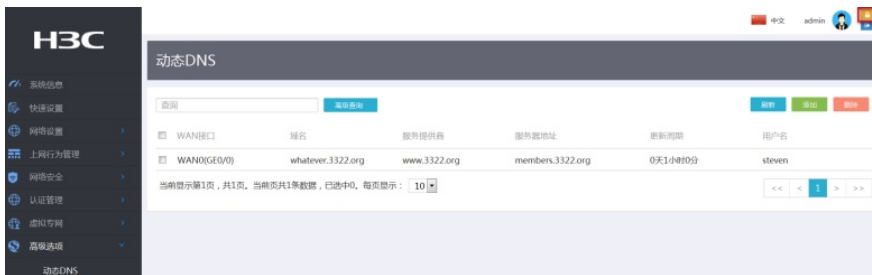 中文 admin
H3C
动态DNS
系统信息
快速设置
网络设置
上网行为管理
网络安全
认证管理
虚拟专网
高级选项
动态DNS
查询 高级查询 刷新 添加 删除
WAN接口 域名 服务提供商 服务器地址 更新周期 用户名
WAN0(GE0/0) whatever.3322.org www.3322.org members.3322.org 0天1小时0分 steven
当前显示第1页，共1页。当前页共1条数据，已选中0。每页显示： 10
<< < 1 > >>